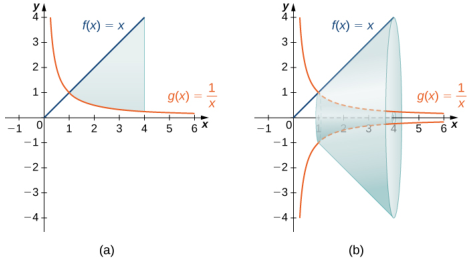 y
4
3
2
1
0
−1
−2
−3
−4
−1 1 2 3 4 5 6 x
f(x) = x
g(x) = 1/x
(a)
y
4
3
2
1
0
−1
−2
−3
−4
−1 1 2 3 4 5 6 x
f(x) = x
g(x) = 1/x
(b)